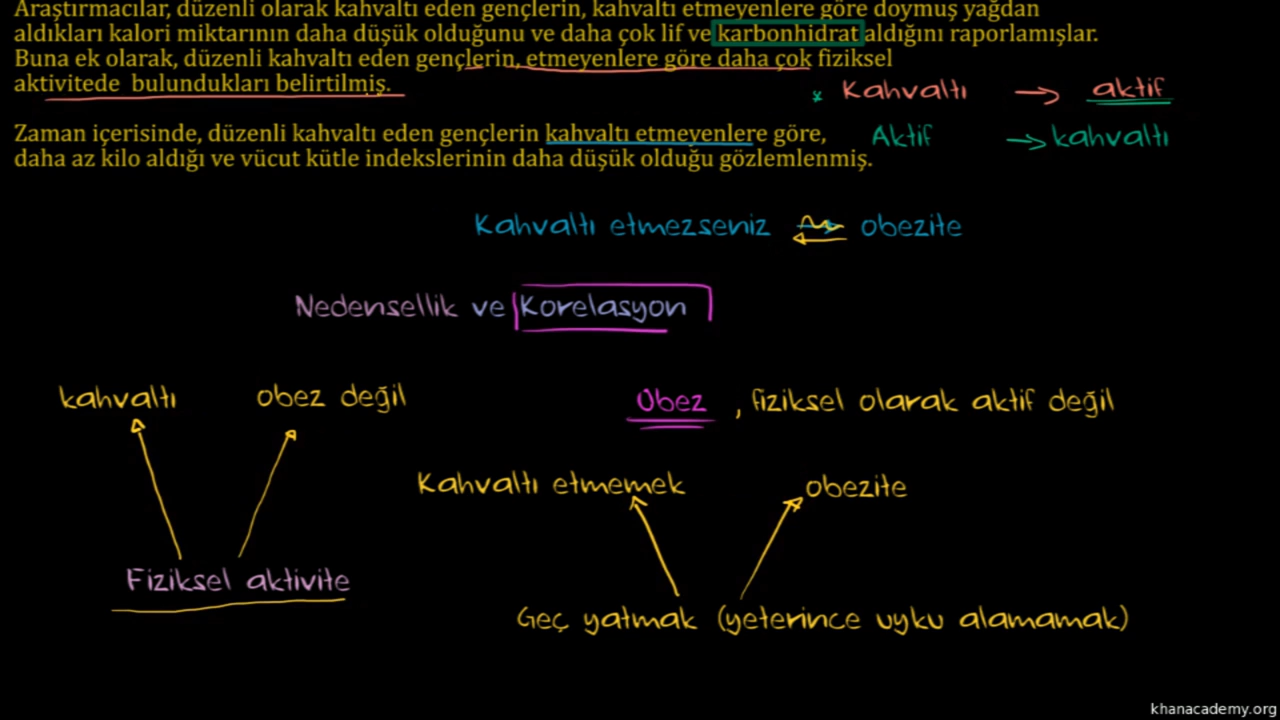 Araştırmacılar, düzenli olarak kahvaltı eden gençlerin, kahvaltı etmeyenlere göre doymuş yağdan
aldıkları kalori miktarının daha düşük olduğunu ve daha çok lif ve karbonhidrat aldığını raporlamışlar.
Buna ek olarak, düzenli kahvaltı eden gençlerin, etmeyenlere göre daha çok fiziksel
aktivitede bulundukları belirtilmiş.
* Kahvaltı → aktif
Zaman içerisinde, düzenli kahvaltı eden gençlerin kahvaltı etmeyenlere göre,
Aktif → kahvaltı
daha az kilo aldığı ve vücut kütle indekslerinin daha düşük olduğu gözlemlenmiş.
Kahvaltı etmezseniz obezite
Nedensellik ve Korelasyon
kahvaltı obez değil
Obez , fiziksel olarak aktif değil
Kahvaltı etmemek obezite
Fiziksel aktivite
Geç yatmak (yeterince uyku alamamak)
khanacademy.org